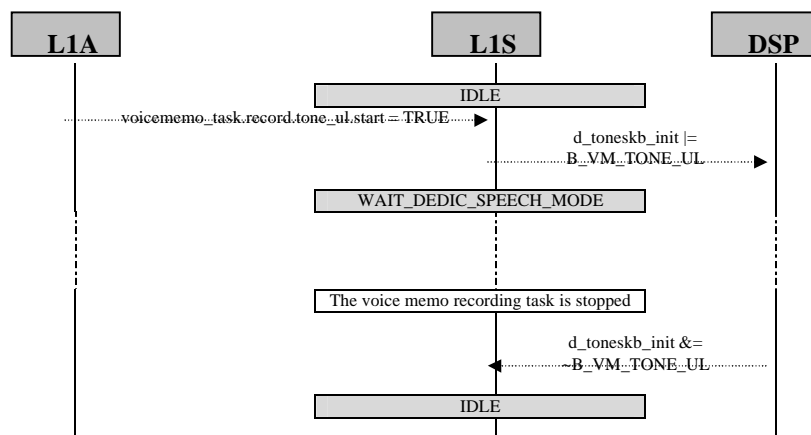 L1A L1S DSP
IDLE
voicememo_task.record.tone_ul.start = TRUE
d_toneskb_init |=
B_VM_TONE_UL
WAIT_DEDIC_SPEECH_MODE
The voice memo recording task is stopped
d_toneskb_init &=
~B_VM_TONE_UL
IDLE